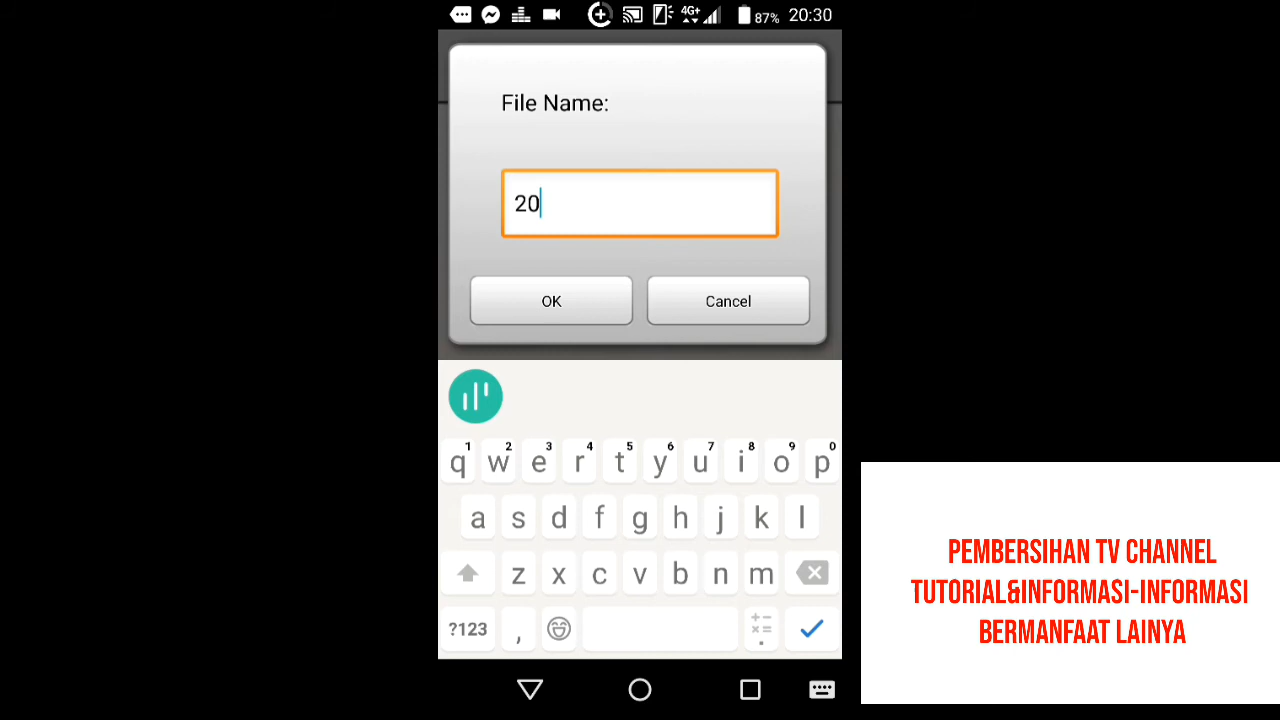 4G+ 87% 20:30
File Name:
20
OK Cancel
1 2 3 4 5 6 7 8 9 0
q w e r t y u i o p
a s d f g h j k l
z x c v b n m
?123 ,
PEMBERSIHAN TV CHANNEL
TUTORIAL&INFORMASI-INFORMASI
BERMANFAAT LAINYA